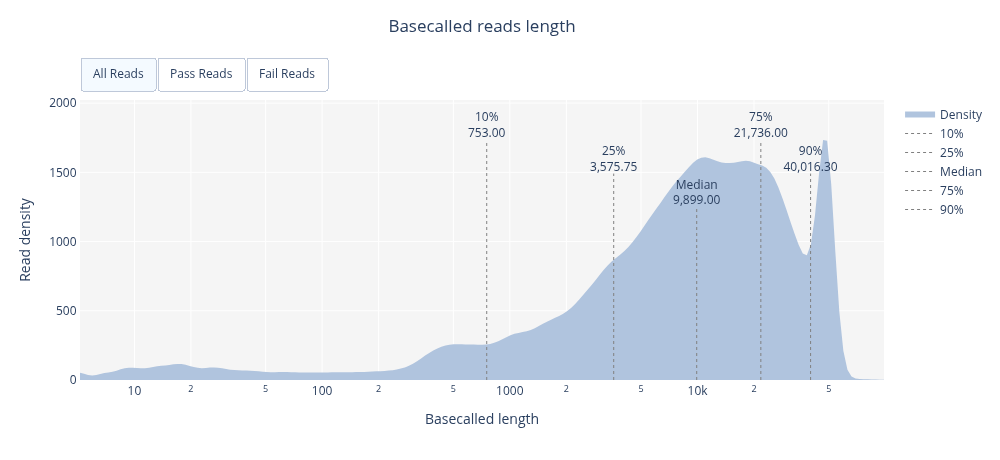 Basecalled reads length
All Reads
Pass Reads
Fail Reads
2000
1500
1000
500
0
Read density
10%
753.00
25%
3,575.75
Median
9,899.00
75%
21,736.00
90%
40,016.30
10
2
5
100
2
5
1000
2
5
10k
2
5
Basecalled length
Density
10%
25%
Median
75%
90%